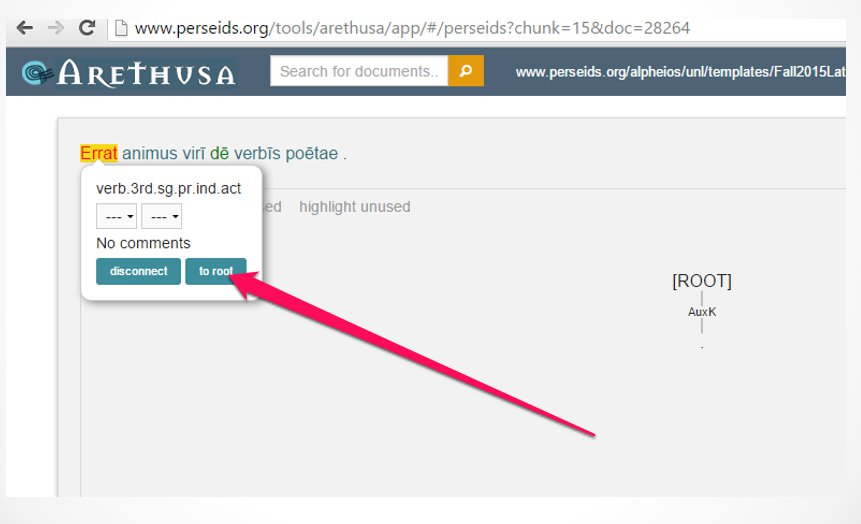 www.perseids.org/tools/arethusa/app/#/perseids?chunk=15&doc=28264
ARETHUSA
Search for documents..
www.perseids.org/alpheios/unl/templates/Fall2015Lat
Errat animus virī dē verbīs poētae .
verb.3rd.sg.pr.ind.act
highlight unused
--- ---
No comments
disconnect to root
[ROOT]
AuxK
.